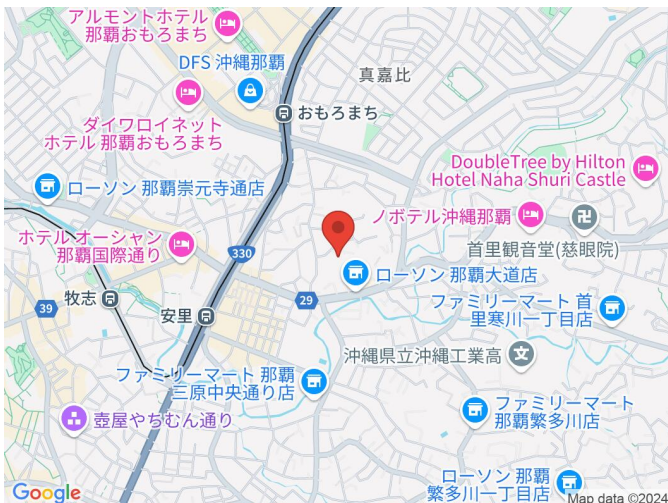 アルモントホテル
那覇おもろまち
DFS 沖縄那覇
真嘉比
おもろまち
ダイワロイネット
ホテル 那覇おもろまち
DoubleTree by Hilton
Hotel Naha Shuri Castle
ローソン 那覇崇元寺通店
ノボテル沖縄那覇
ホテル オーシャン
那覇国際通り
330
首里観音堂(慈眼院)
ローソン 那覇大道店
牧志
39
29
安里
ファミリーマート 首
里寒川一丁目店
沖縄県立沖縄工業高
文
ファミリーマート 那覇
三原中央通り店
壺屋やちむん通り
ファミリーマート
那覇繁多川店
ローソン 那覇
繁多川一丁目店
Google
Map data ©2024